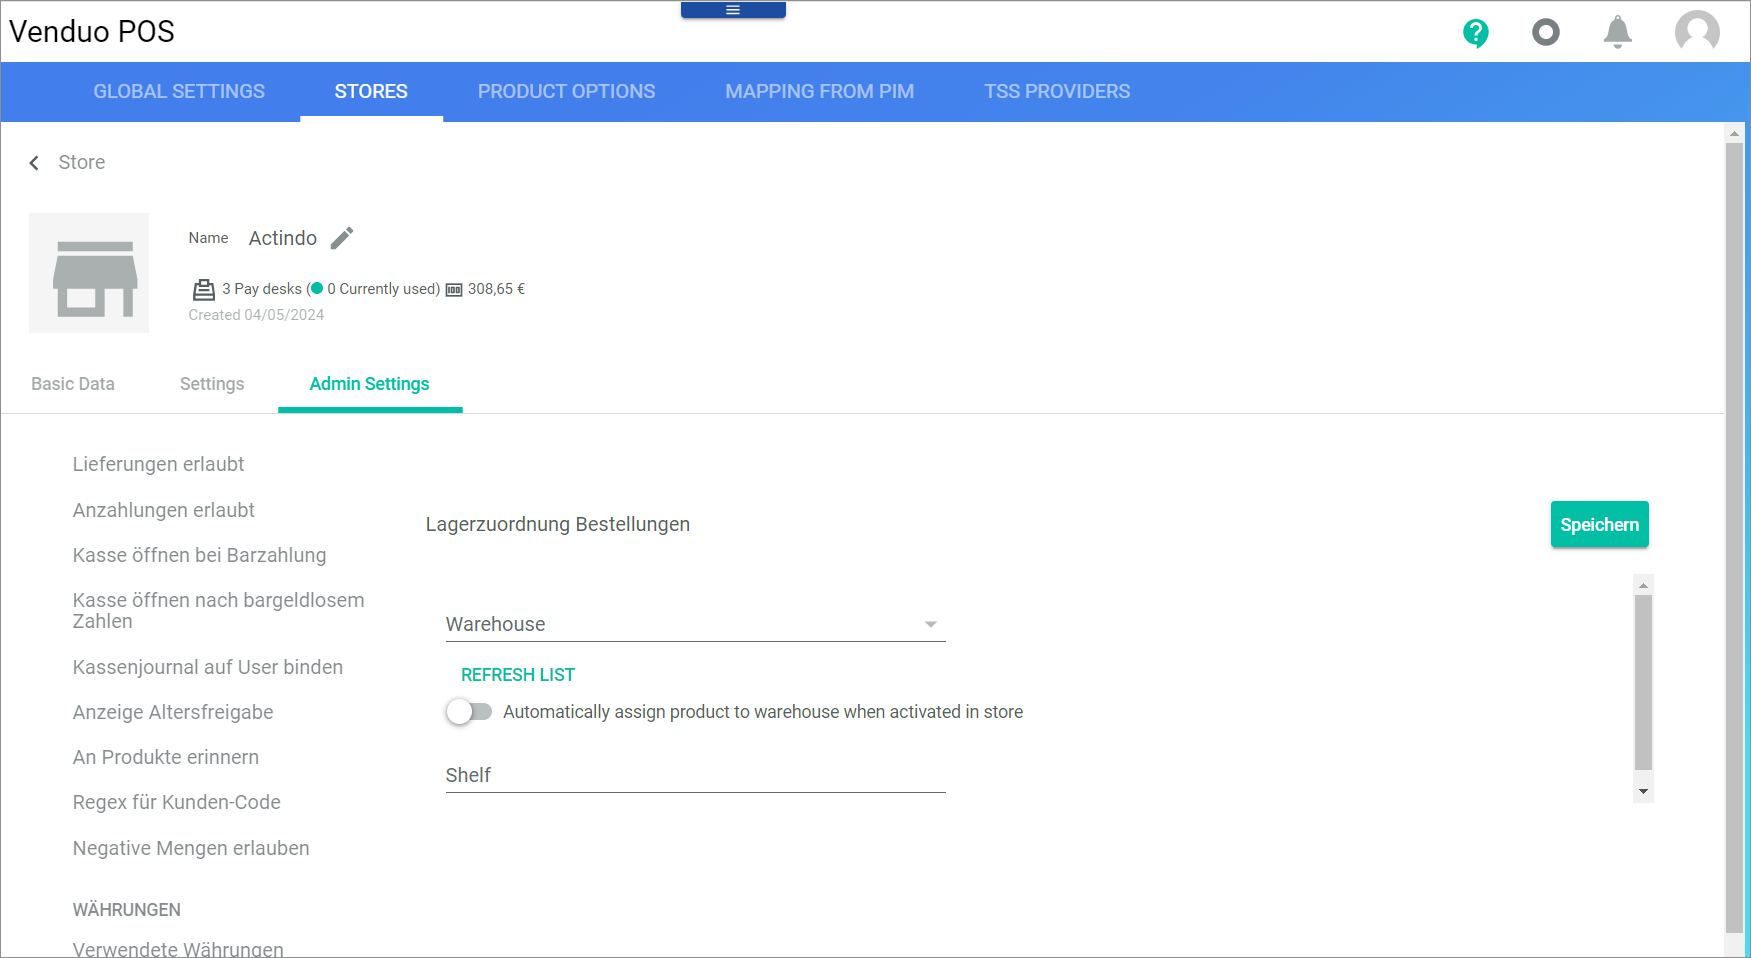 Venduo POS
GLOBAL SETTINGS STORES PRODUCT OPTIONS MAPPING FROM PIM TSS PROVIDERS
Store
Name Actindo
3 Pay desks (0 Currently used) 308,65 €
Created 04/05/2024
Basic Data Settings Admin Settings
Lieferungen erlaubt
Anzahlungen erlaubt
Kasse öffnen bei Barzahlung
Kasse öffnen nach bargeldlosem
Zahlen
Kassenjournal auf User binden
Anzeige Altersfreigabe
An Produkte erinnern
Regex für Kunden-Code
Negative Mengen erlauben
WÄHRUNGEN
Verwendete Währungen
Lagerzuordnung Bestellungen
Speichern
Warehouse
REFRESH LIST
Automatically assign product to warehouse when activated in store
Shelf